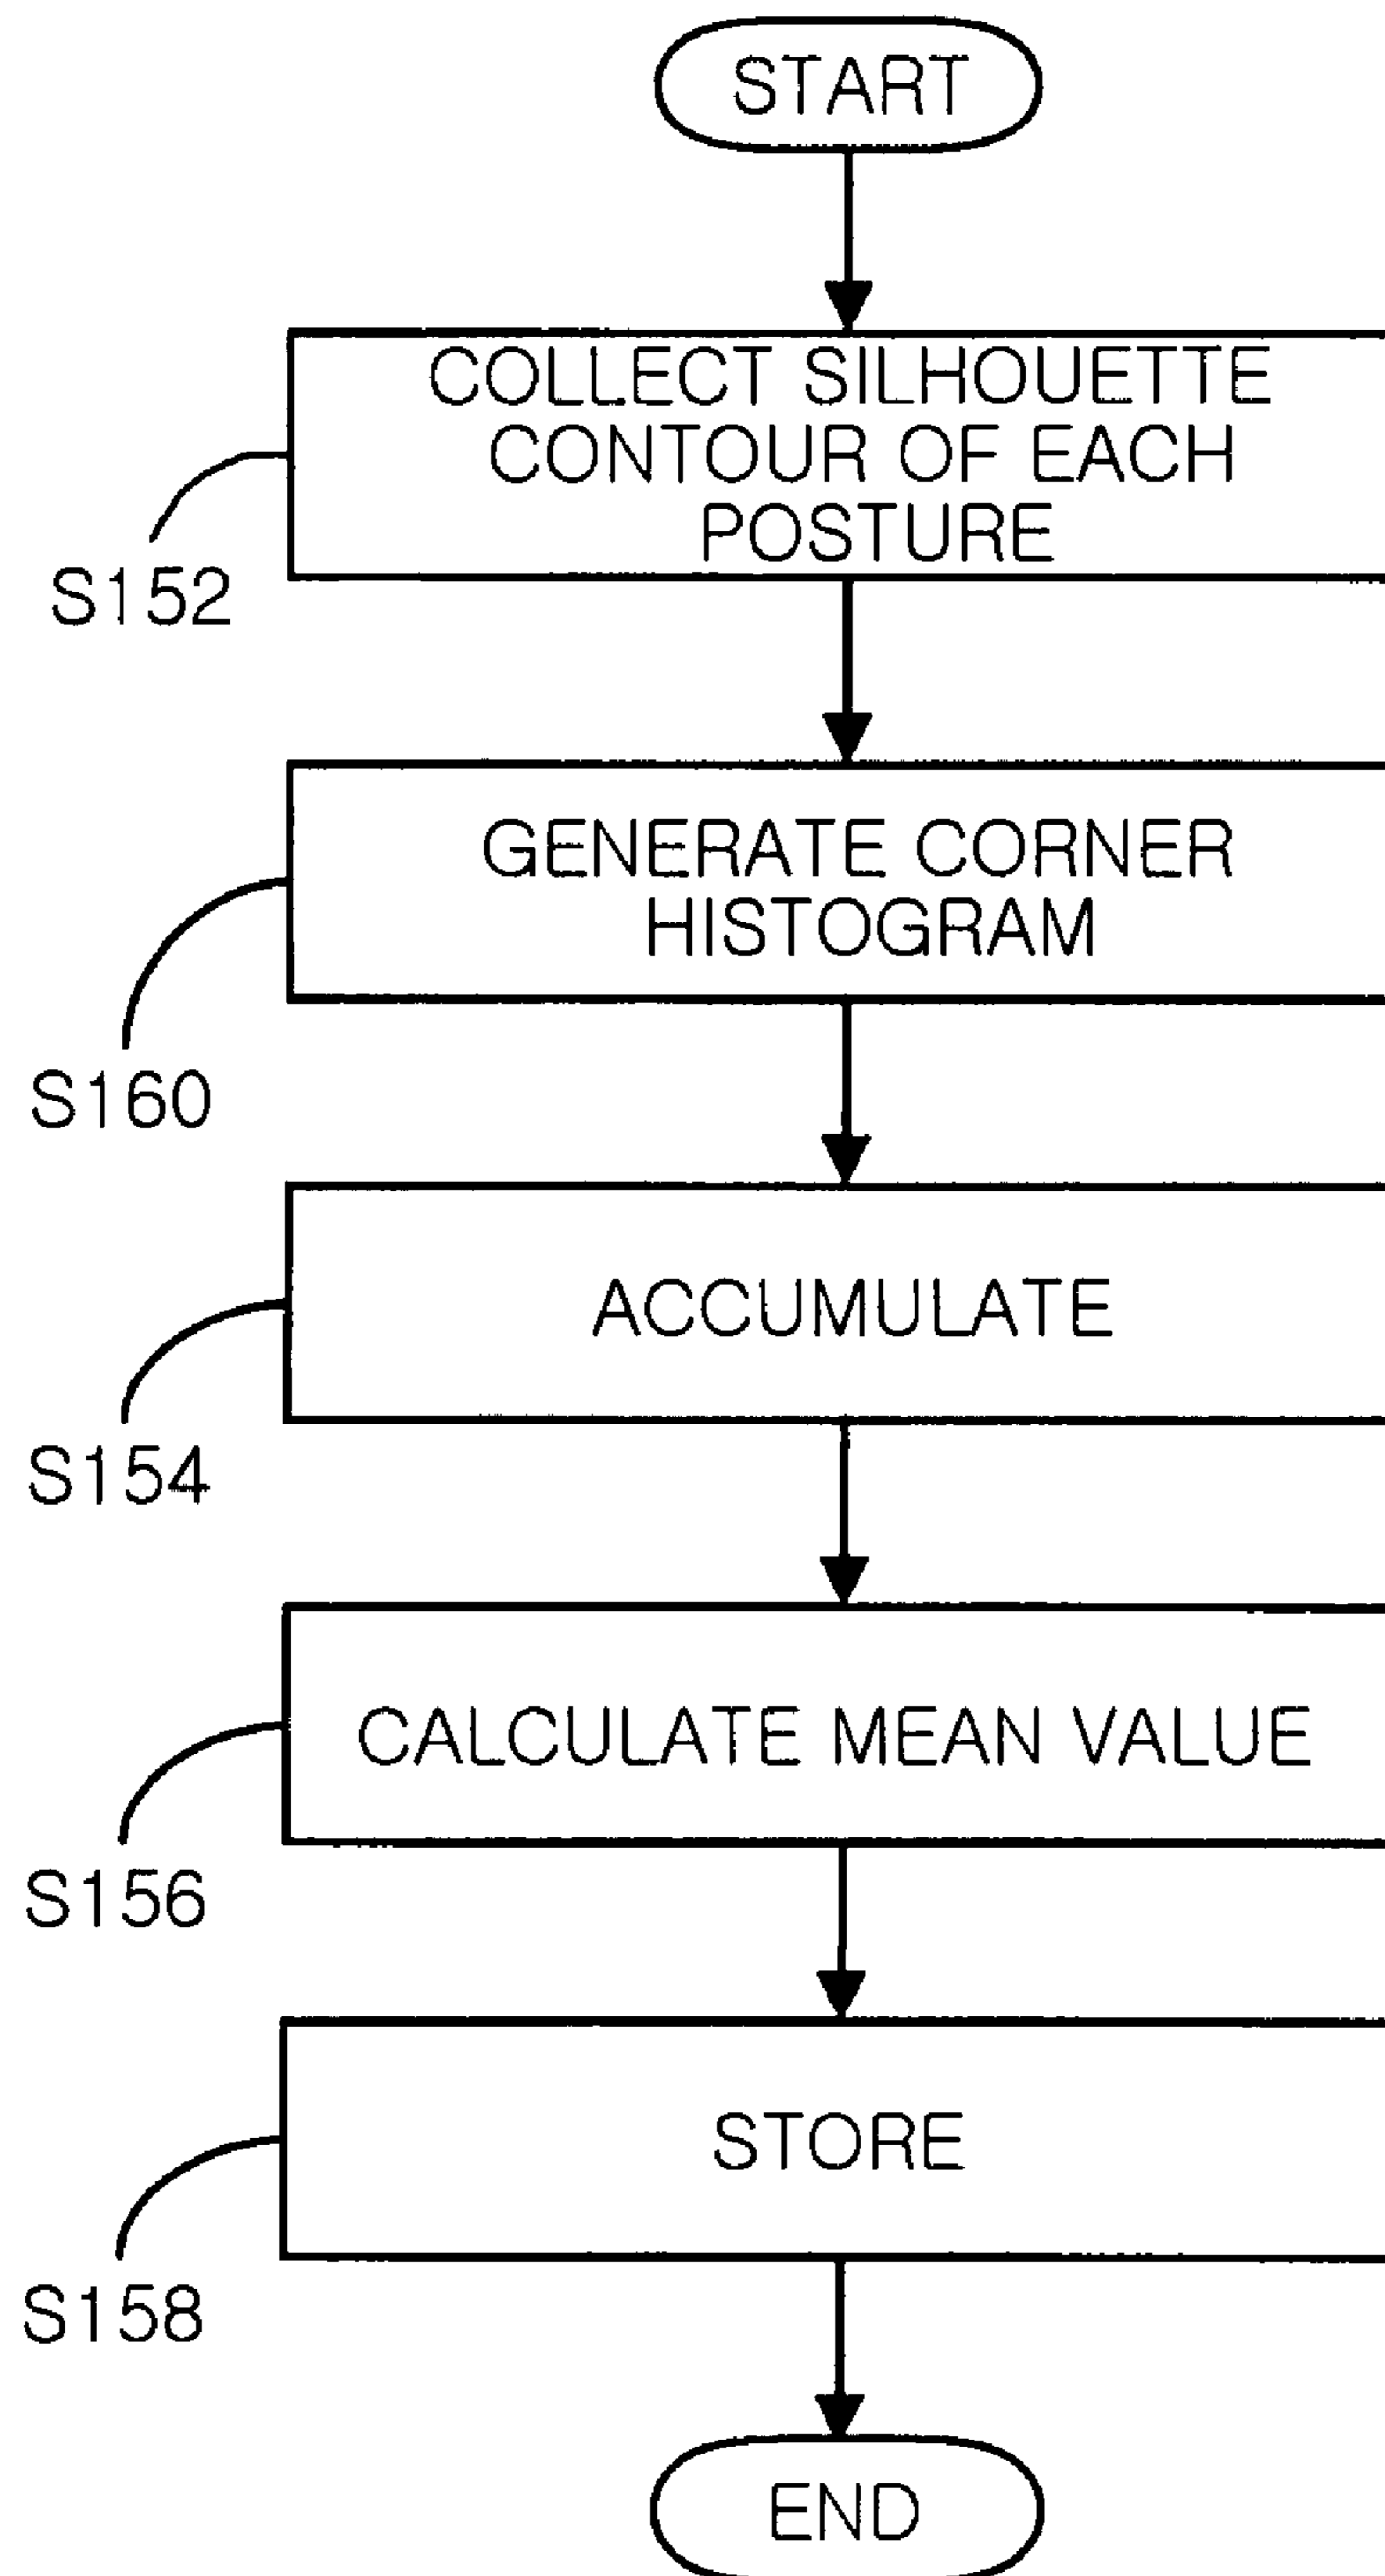 START
COLLECT SILHOUETTE
CONTOUR OF EACH
POSTURE
S152
GENERATE CORNER
HISTOGRAM
S160
ACCUMULATE
S154
CALCULATE MEAN VALUE
S156
STORE
S158
END